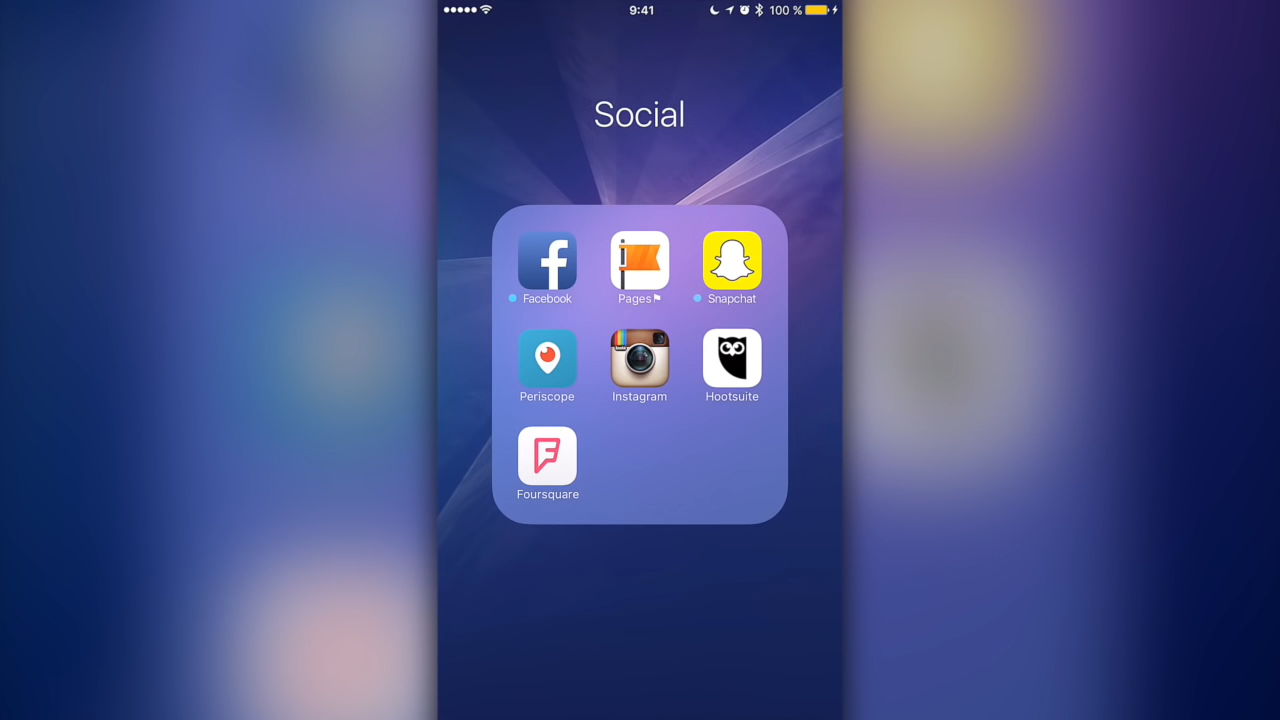 9:41
100 %
Social
Facebook
Pages
Snapchat
Periscope
Instagram
Hootsuite
Foursquare